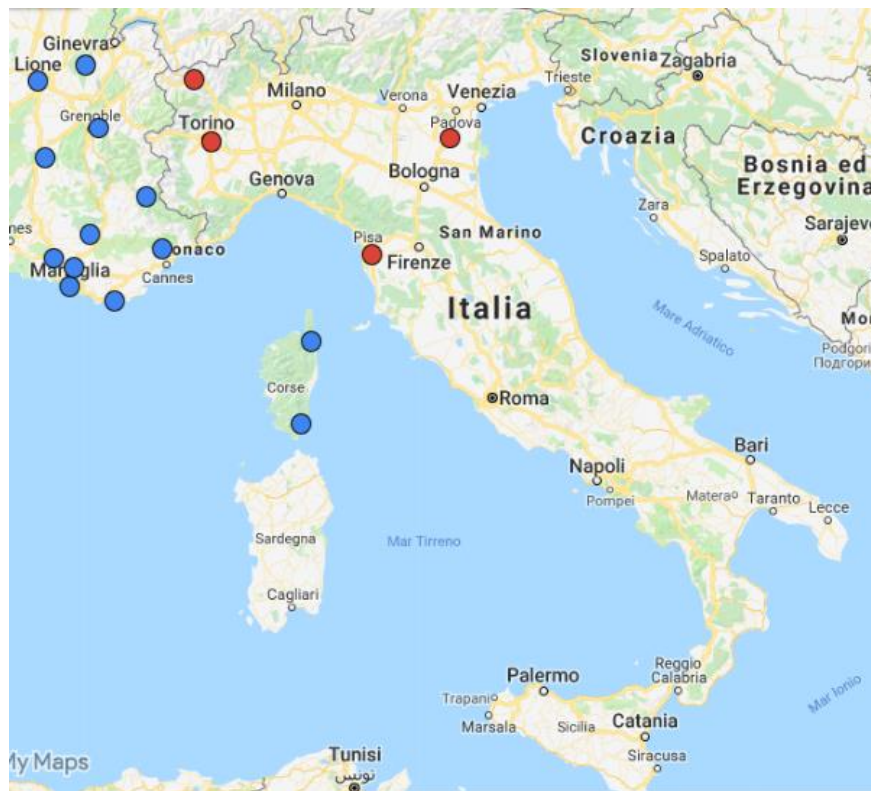 Ginevra
Lione
Slovenia
Zagabria
Trieste
Milano
Verona
Venezia
Grenoble
Torino
Padova
Croazia
Bologna
Bosnia ed
Erzegovina
Genova
Zara
Sarajevo
Pisa
San Marino
onaco
Firenze
Spalato
Cannes
Italia
Mare Adriatico
Corse
Roma
Bari
Napoli
Pompei
Matera
Taranto
Lecce
Sardegna
Mar Tirreno
Cagliari
Reggio
Calabria
Palermo
Trapani
Mar Ionio
Marsala
Sicilia
Catania
Siracusa
Tunisi
تونس
My Maps